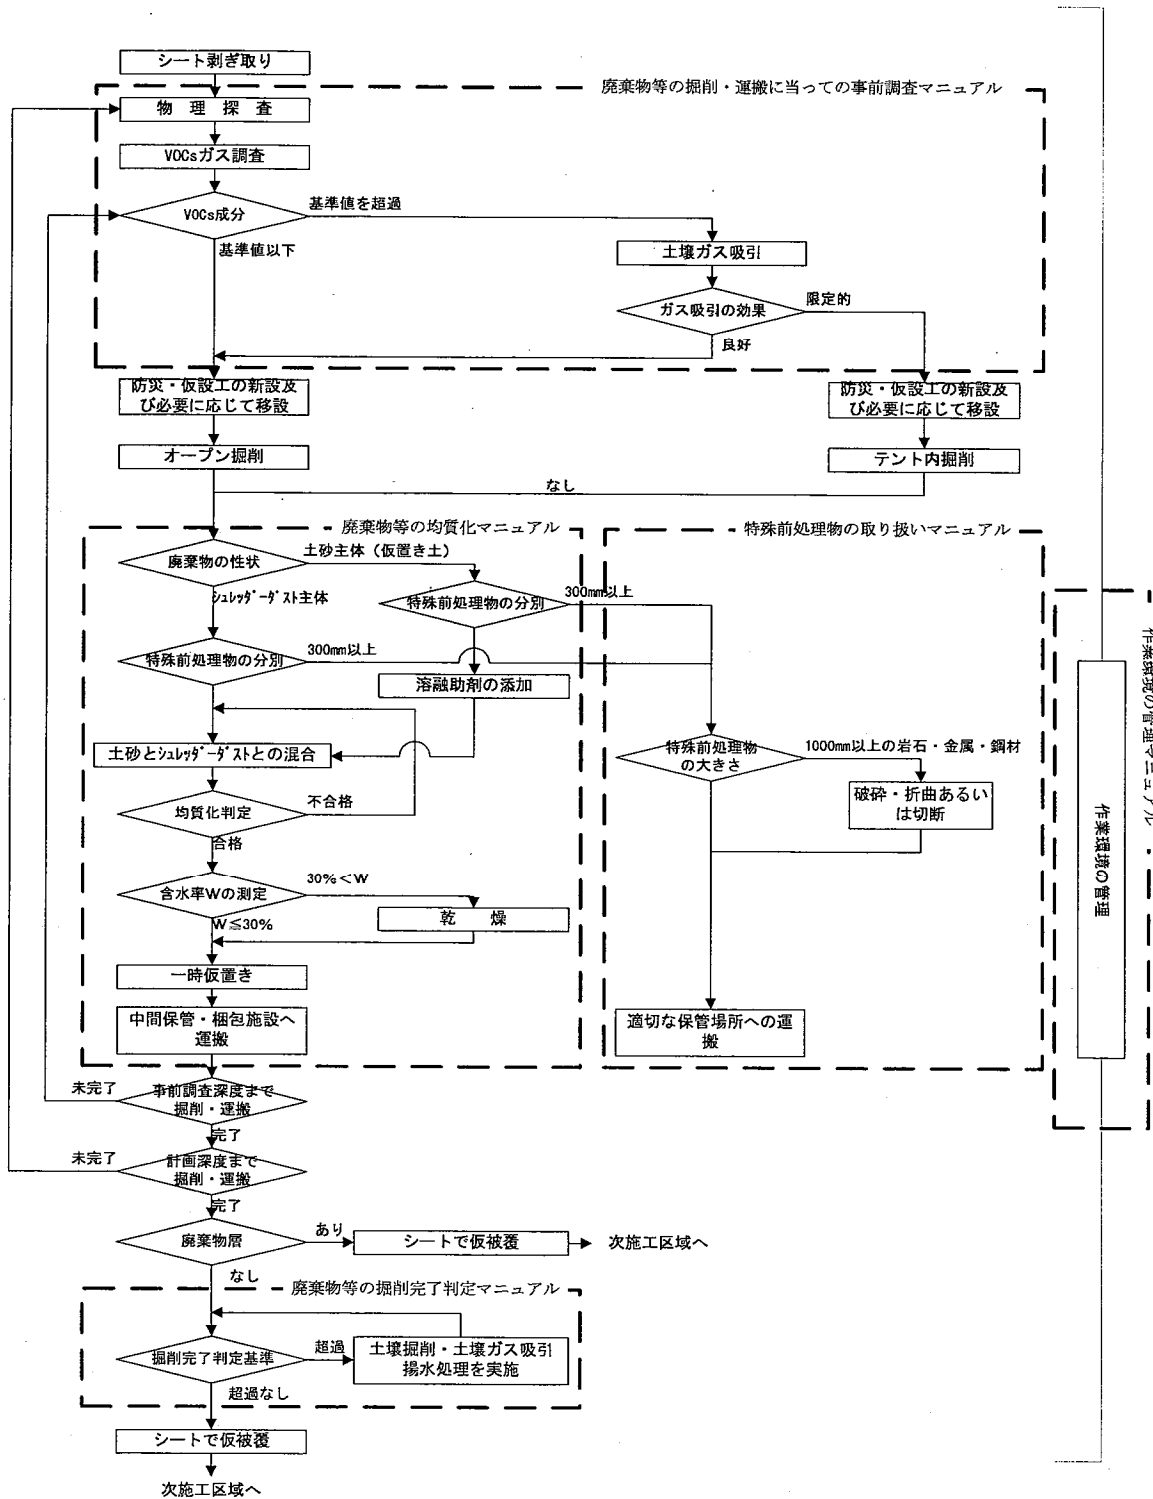 シート剥ぎ取り
廃棄物等の掘削・運搬に当っての事前調査マニュアル
物 理 探 査
VOCsガス調査
VOCs成分
基準値を超過
基準値以下
土壌ガス吸引
ガス吸引の効果
限定的
良好
防災・仮設工の新設及
び必要に応じて移設
防災・仮設工の新設及
び必要に応じて移設
オープン掘削
テント内掘削
なし
廃棄物等の均質化マニュアル
特殊前処理物の取り扱いマニュアル
廃棄物の性状
土砂主体（仮置き土）
ｼｭﾚｯﾀﾞｰﾀﾞｽﾄ主体
特殊前処理物の分別
300mm以上
特殊前処理物の分別
300mm以上
溶融助剤の添加
土砂とｼｭﾚｯﾀﾞｰﾀﾞｽﾄとの混合
特殊前処理物
の大きさ
1000mm以上の岩石・金属・鋼材
破砕・折曲あるい
は切断
均質化判定
不合格
合格
含水率Wの測定
30%＜W
W≦30%
乾 燥
一時仮置き
中間保管・梱包施設へ
運搬
適切な保管場所への運
搬
作業環境の管理マニュアル
作業環境の管理
事前調査深度まで
掘削・運搬
未完了
完了
計画深度まで
掘削・運搬
未完了
完了
廃棄物層
あり
シートで仮被覆
次施工区域へ
なし
廃棄物等の掘削完了判定マニュアル
掘削完了判定基準
超過
土壌掘削・土壌ガス吸引
揚水処理を実施
超過なし
シートで仮被覆
次施工区域へ